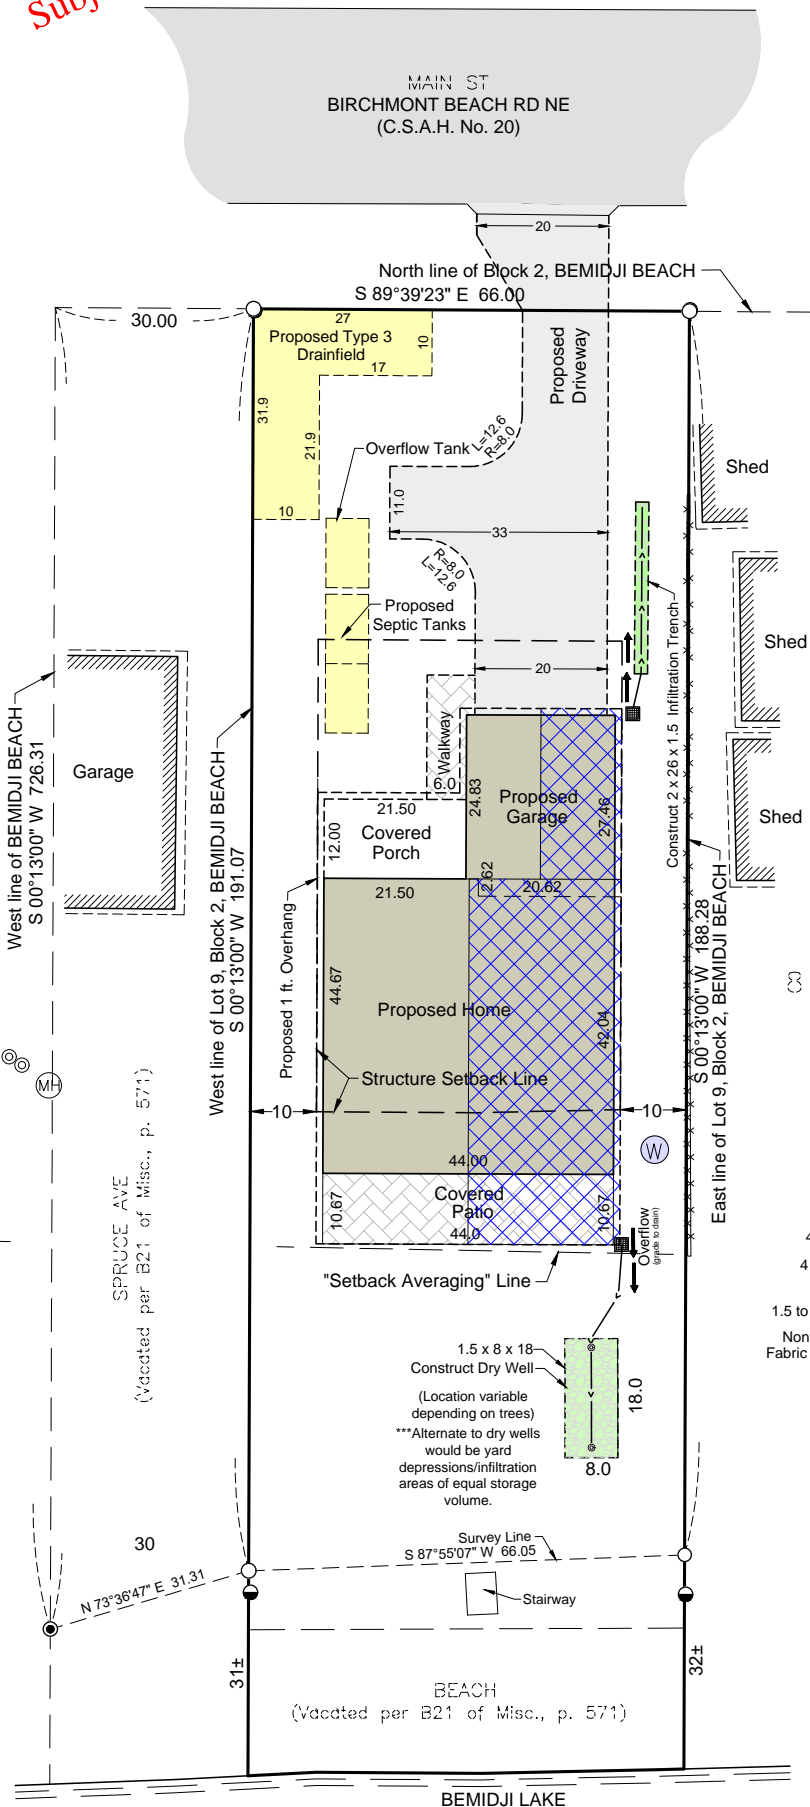 MAIN ST
BIRCHMONT BEACH RD NE
(C.S.A.H. No. 20)
20
North line of Block 2, BEMIDJI BEACH
S 89°39'23" E 66.00
30.00
27
Proposed Type 3
Drainfield
10
17
31.9
21.9
10
Proposed
Driveway
L=12.6
R=8.0
Overflow Tank
11.0
33
R=8.0
L=12.6
Shed
Proposed
Septic Tanks
Construct 2 x 26 x 1.5 Infiltration Trench
Shed
20
West line of BEMIDJI BEACH
S 00°13'00" W 726.31
Garage
West line of Lot 9, Block 2, BEMIDJI BEACH
S 00°13'00" W 191.07
Walkway
6.0
24.83
Proposed
Garage
27.46
Shed
21.50
12.00
Covered
Porch
2.62
20.62
21.50
Proposed 1 ft. Overhang
44.67
Proposed Home
42.04
S 00°13'00" W 188.28
East line of Lot 9, Block 2, BEMIDJI BEACH
Structure Setback Line
MH
10
10
W
SPRUCE AVE
(Vacated per B21 of Misc., p. 571)
44.00
Covered
Patio
10.67
10.67
44.0
Overflow
(grade to drain)
"Setback Averaging" Line
4
4
1.5 to
Non
Fabric
1.5 x 8 x 18
Construct Dry Well
(Location variable
depending on trees)
***Alternate to dry wells
would be yard
depressions/infiltration
areas of equal storage
volume.
18.0
8.0
30
Survey Line
S 87°55'07" W 66.05
N 73°36'47" E 31.31
Stairway
31±
32±
BEACH
(Vacated per B21 of Misc., p. 571)
BEMIDJI LAKE